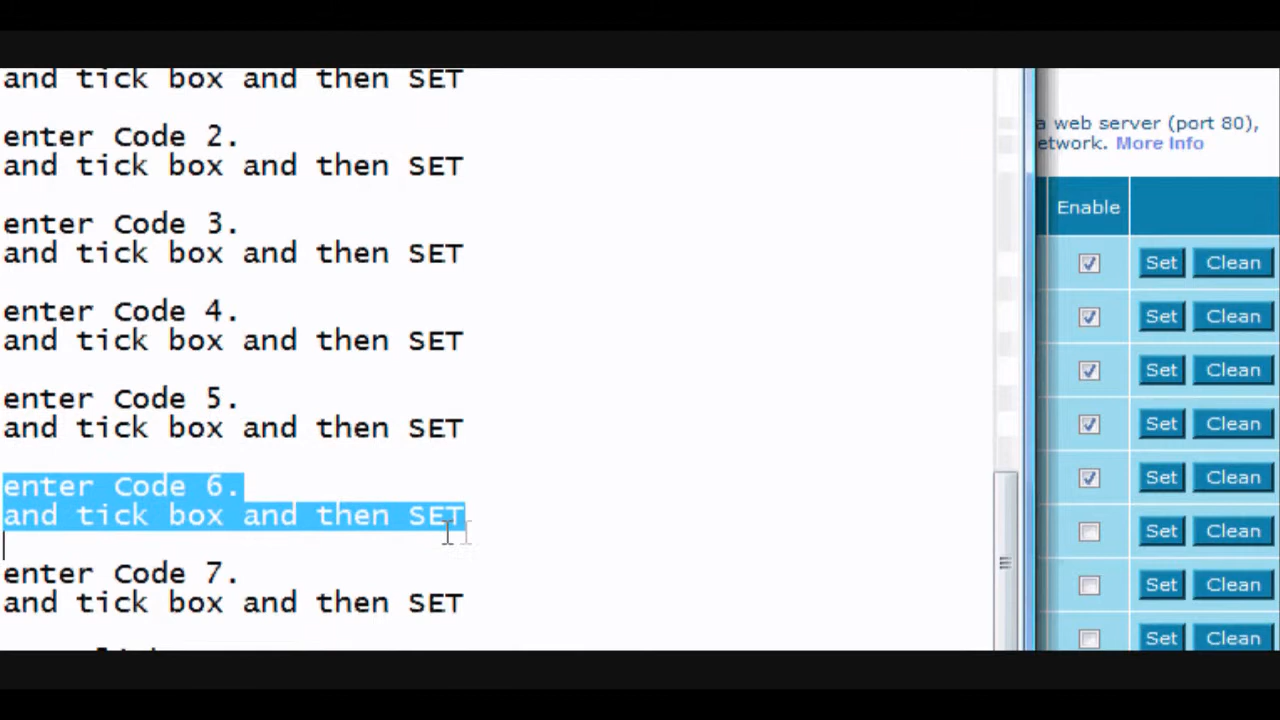 and tick box and then SET
enter Code 2.
and tick box and then SET
enter Code 3.
and tick box and then SET
enter Code 4.
and tick box and then SET
enter Code 5.
and tick box and then SET
enter Code 6.
and tick box and then SET
enter Code 7.
and tick box and then SET
a web server (port 80),
etwork. More Info
Enable
Set Clean
Set Clean
Set Clean
Set Clean
Set Clean
Set Clean
Set Clean
Set Clean